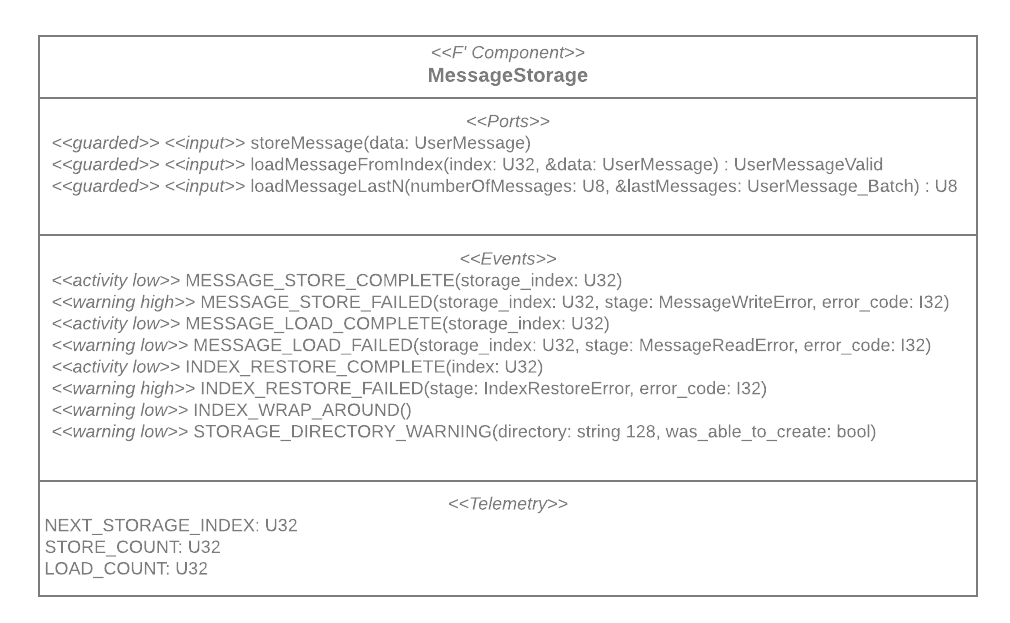 <<F' Component>>
MessageStorage
<<Ports>>
<<guarded>> <<input>> storeMessage(data: UserMessage)
<<guarded>> <<input>> loadMessageFromIndex(index: U32, &data: UserMessage) : UserMessageValid
<<guarded>> <<input>> loadMessageLastN(numberOfMessages: U8, &lastMessages: UserMessage_Batch) : U8
<<Events>>
<<activity low>> MESSAGE_STORE_COMPLETE(storage_index: U32)
<<warning high>> MESSAGE_STORE_FAILED(storage_index: U32, stage: MessageWriteError, error_code: I32)
<<activity low>> MESSAGE_LOAD_COMPLETE(storage_index: U32)
<<warning low>> MESSAGE_LOAD_FAILED(storage_index: U32, stage: MessageReadError, error_code: I32)
<<activity low>> INDEX_RESTORE_COMPLETE(index: U32)
<<warning high>> INDEX_RESTORE_FAILED(stage: IndexRestoreError, error_code: I32)
<<warning low>> INDEX_WRAP_AROUND()
<<warning low>> STORAGE_DIRECTORY_WARNING(directory: string 128, was_able_to_create: bool)
<<Telemetry>>
NEXT_STORAGE_INDEX: U32
STORE_COUNT: U32
LOAD_COUNT: U32